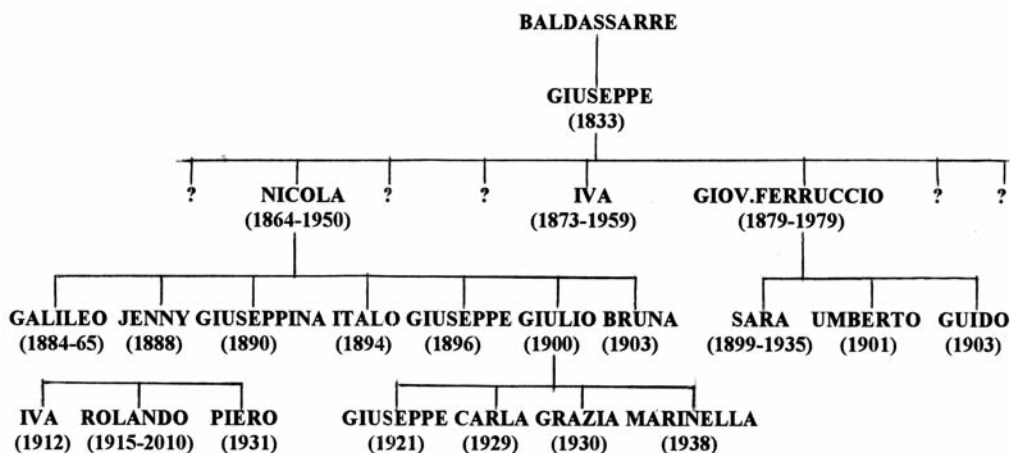 BALDASSARRE
GIUSEPPE
(1833)
? NICOLA ? ? IVA GIOV.FERRUCCIO ? ?
(1864-1950) (1873-1959) (1879-1979)
GALILEO JENNY GIUSEPPINA ITALO GIUSEPPE GIULIO BRUNA SARA UMBERTO GUIDO
(1884-65) (1888) (1890) (1894) (1896) (1900) (1903) (1899-1935) (1901) (1903)
IVA ROLANDO PIERO GIUSEPPE CARLA GRAZIA MARINELLA
(1912) (1915-2010) (1931) (1921) (1929) (1930) (1938)